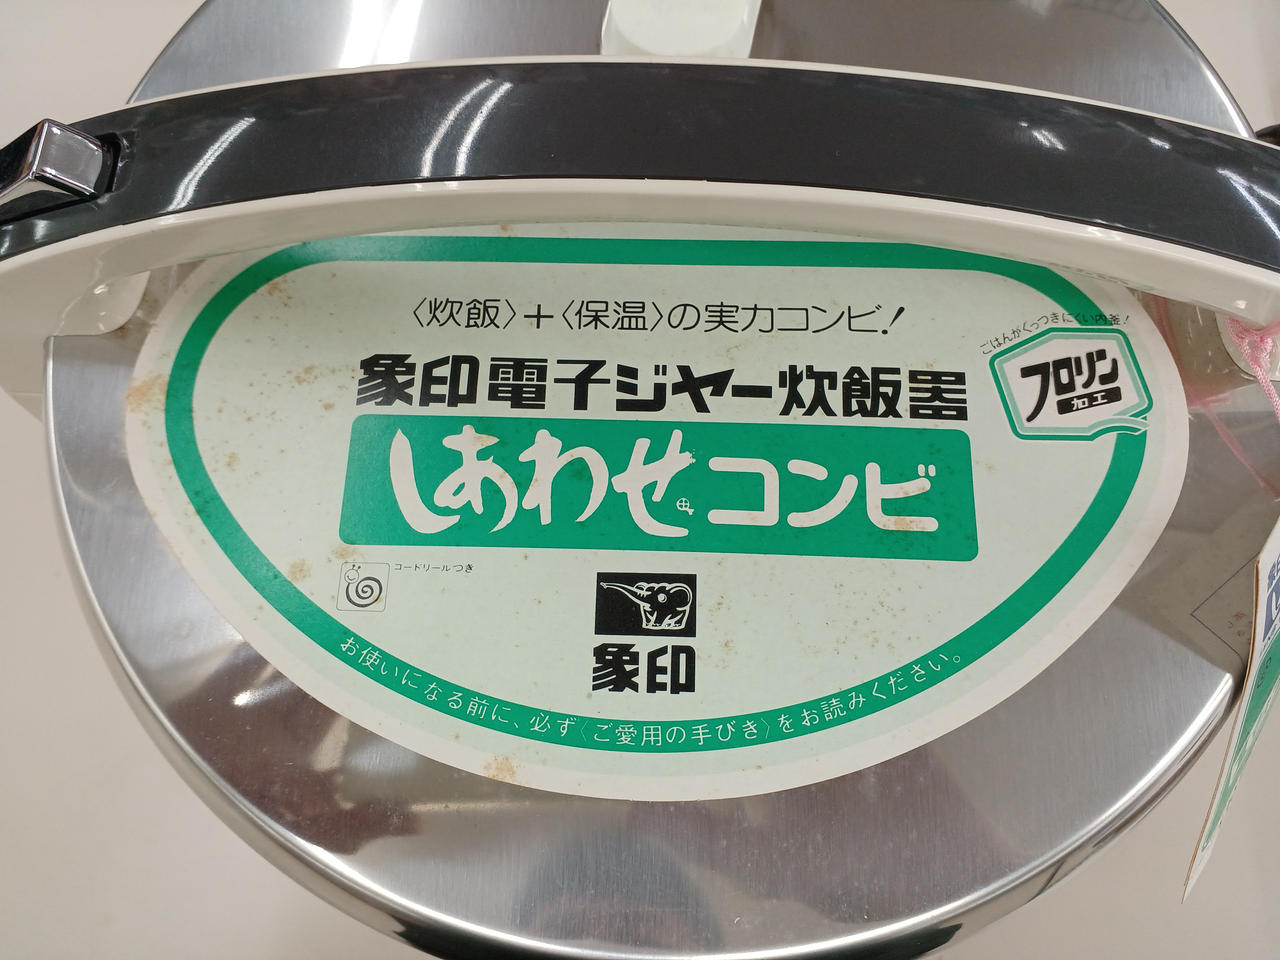 〈炊飯〉+〈保温〉の実力コンビ!
ごはんがくっつきにくい内釜!
フロリン
加工
象印電子ジャー炊飯器
しあわせコンビ
コードリールつき
象印
お使いになる前に、必ず〈ご愛用の手びき〉をお読みください。